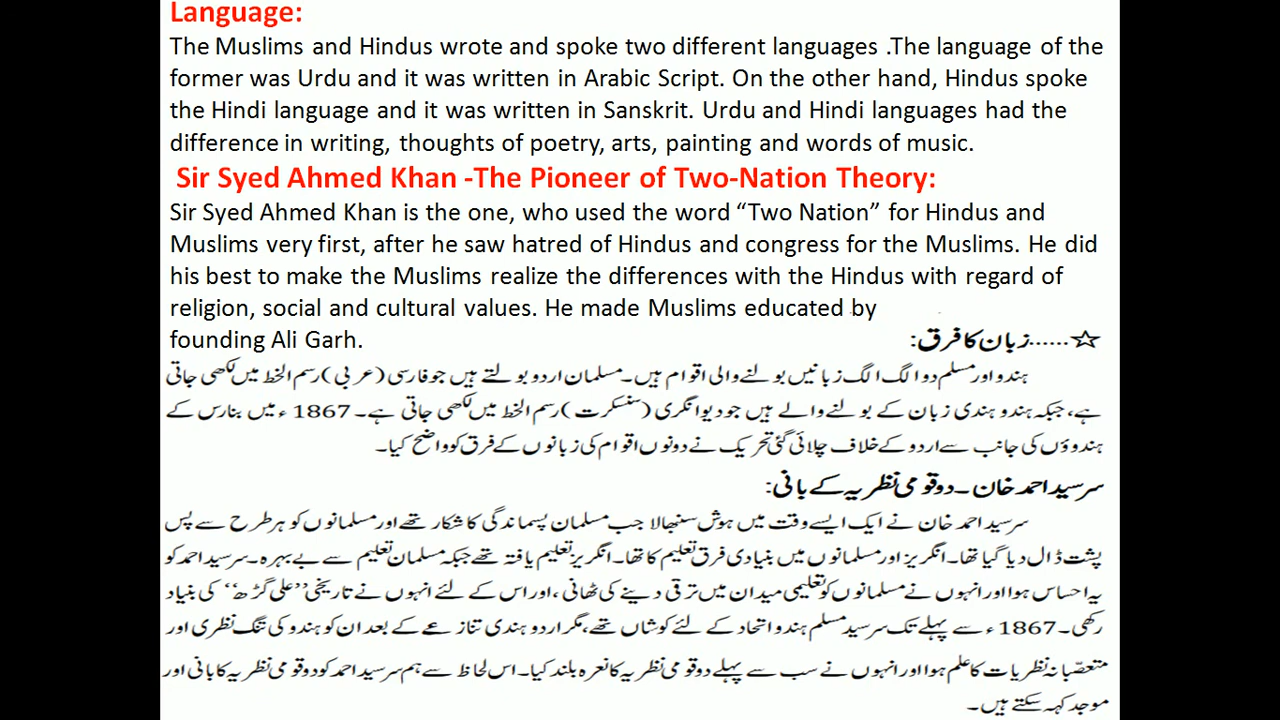 Language:
The Muslims and Hindus wrote and spoke two different languages .The language of the
former was Urdu and it was written in Arabic Script. On the other hand, Hindus spoke
the Hindi language and it was written in Sanskrit. Urdu and Hindi languages had the
difference in writing, thoughts of poetry, arts, painting and words of music.
Sir Syed Ahmed Khan -The Pioneer of Two-Nation Theory:
Sir Syed Ahmed Khan is the one, who used the word “Two Nation” for Hindus and
Muslims very first, after he saw hatred of Hindus and congress for the Muslims. He did
his best to make the Muslims realize the differences with the Hindus with regard of
religion, social and cultural values. He made Muslims educated by
founding Ali Garh.
☆......زبان کا فرق:
ہندو اور مسلم دو الگ الگ زبانیں بولنے والی اقوام ہیں۔ مسلمان اردو بولتے ہیں جو فارسی (عربی) رسم الخط میں لکھی جاتی
ہے، جبکہ ہندو ہندی زبان کے بولنے والے ہیں جو دیوانگری (سنسکرت) رسم الخط میں لکھی جاتی ہے۔ 1867ء میں بنارس کے
ہندوؤں کی جانب سے اردو کے خلاف چلائی گئی تحریک نے دونوں اقوام کی زبانوں کے فرق کو واضح کیا۔
سرسید احمد خان ۔ دو قومی نظریہ کے بانی:
سرسید احمد خان نے ایک ایسے وقت میں ہوش سنبھالا جب مسلمان پسماندگی کا شکار تھے اور مسلمانوں کو ہر طرح سے پس
پشت ڈال دیا گیا تھا۔ انگریز اور مسلمانوں میں بنیادی فرق تعلیم کا تھا۔ انگریز تعلیم یافتہ تھے جبکہ مسلمان تعلیم سے بے بہرہ۔ سرسید احمد کو
یہ احساس ہوا اور انہوں نے مسلمانوں کو تعلیمی میدان میں ترقی دینے کی ٹھانی، اور اس کے لئے انہوں نے تاریخی ’’علی گڑھ‘‘ کی بنیاد
رکھی۔ 1867ء سے پہلے تک سرسید مسلم ہندو اتحاد کے لئے کوشاں تھے، مگر اردو ہندی تنازعے کے بعد ان کو ہندو کی تنگ نظری اور
متعصّبانہ نظریات کا علم ہوا اور انہوں نے سب سے پہلے دو قومی نظریہ کا نعرہ بلند کیا۔ اس لحاظ سے ہم سرسید احمد کو دو قومی نظریہ کا بانی اور
موجد کہہ سکتے ہیں۔